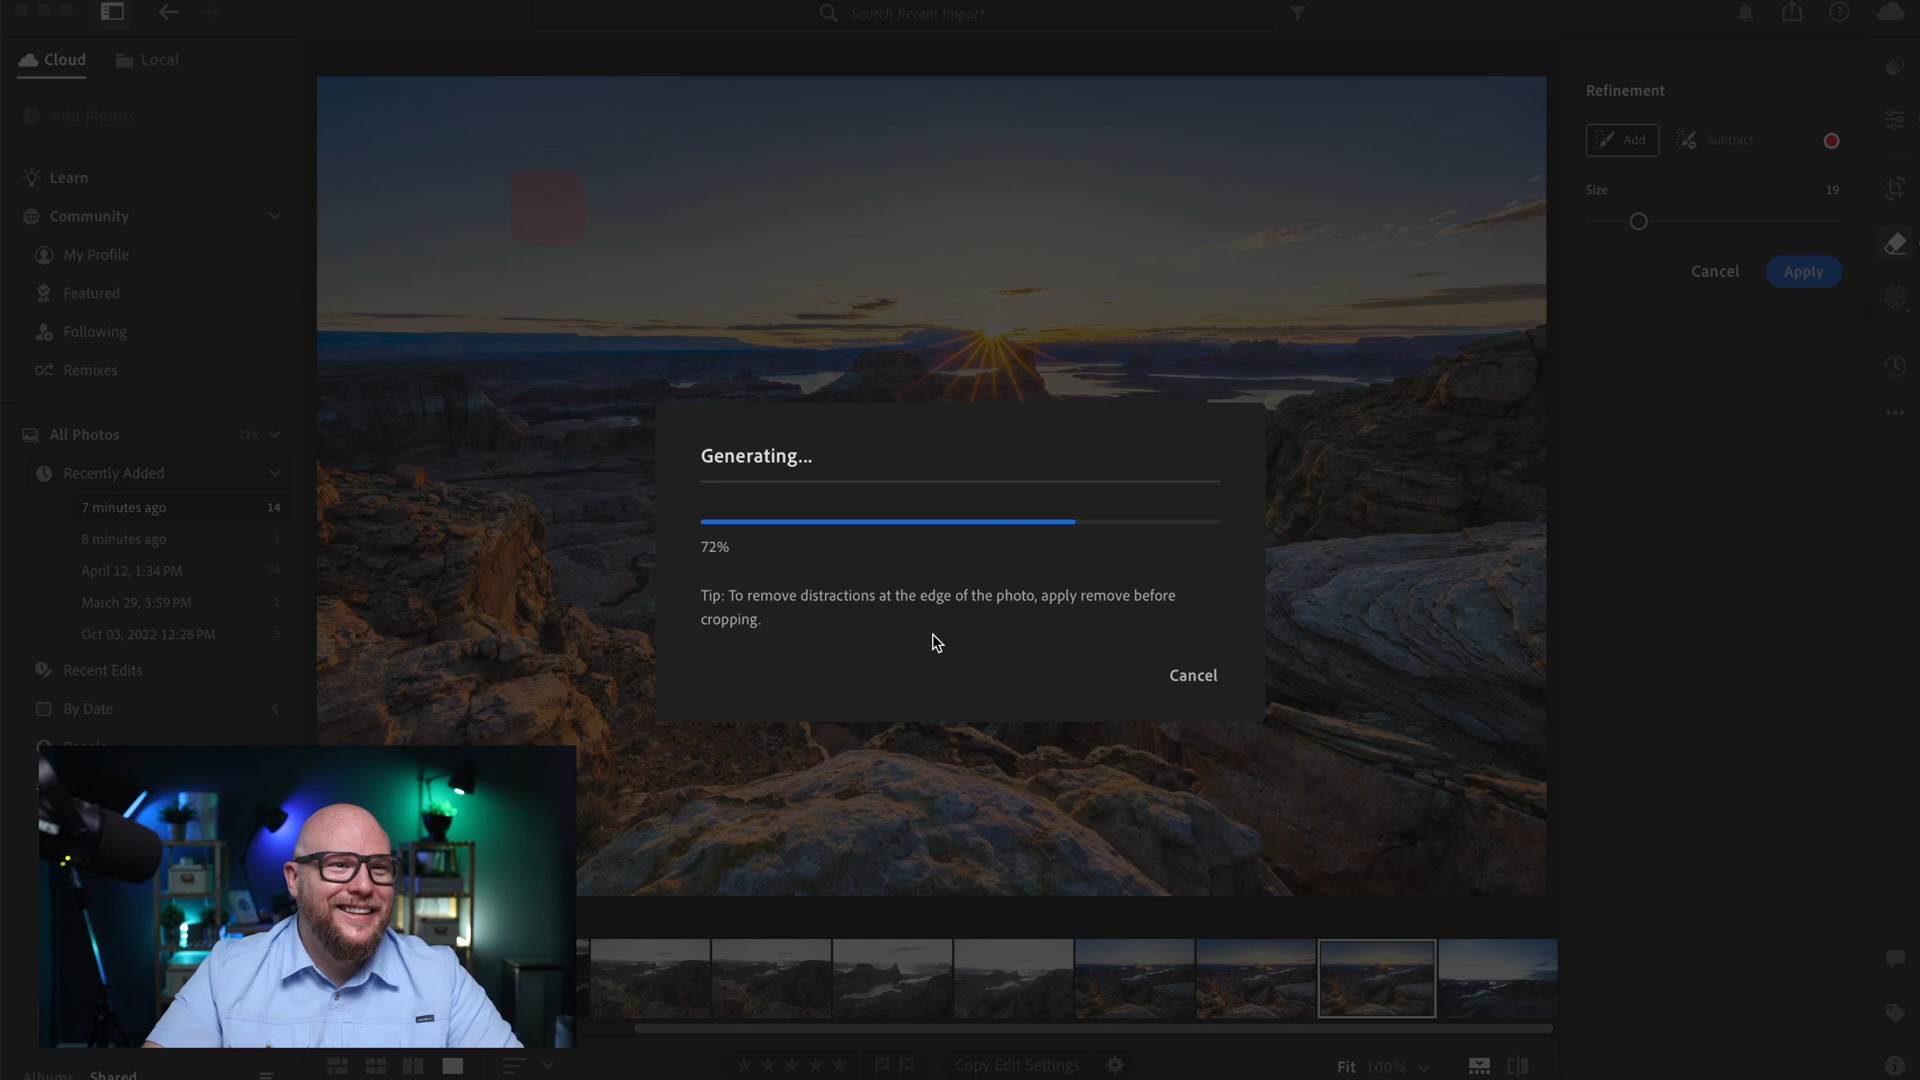 Search Recent Import
Cloud
Local
Add Photos
Learn
Community
My Profile
Featured
Following
Remixes
All Photos 236
Recently Added
7 minutes ago 14
8 minutes ago 1
April 12, 1:34 PM 74
March 29, 3:59 PM 2
Oct 03, 2022 12:28 PM 3
Recent Edits
By Date
People
Albums Shared
Refinement
Add
Subtract
Size 19
Cancel
Apply
Generating...
72%
Tip: To remove distractions at the edge of the photo, apply remove before
cropping.
Cancel
Copy Edit Settings
Fit 100%